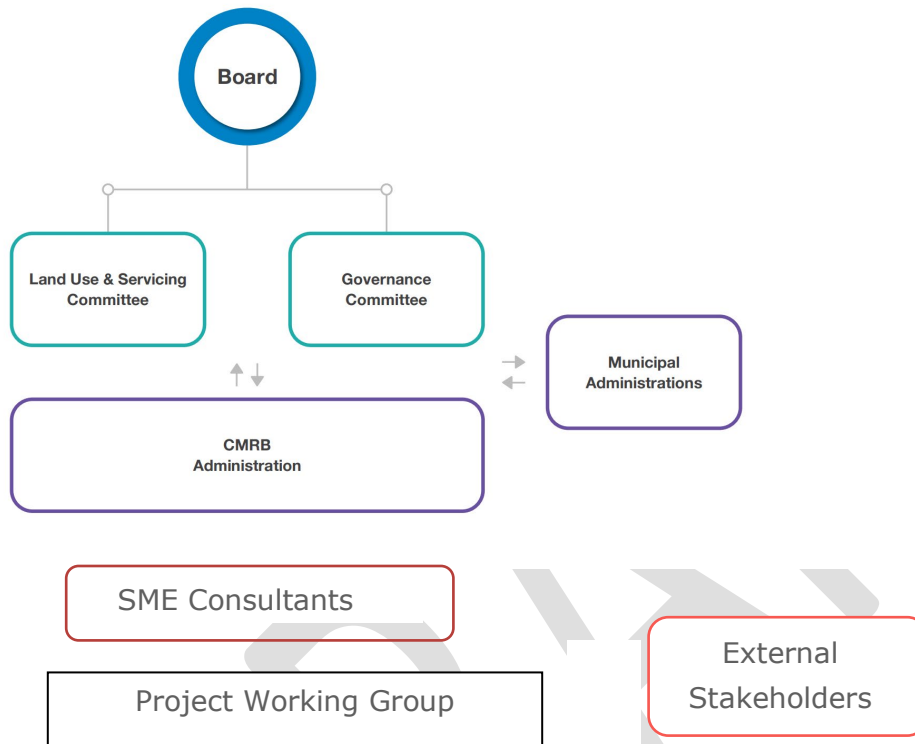 Board
Land Use & Servicing
Committee
Governance
Committee
Municipal
Administrations
CMRB
Administration
SME Consultants
External
Stakeholders
Project Working Group